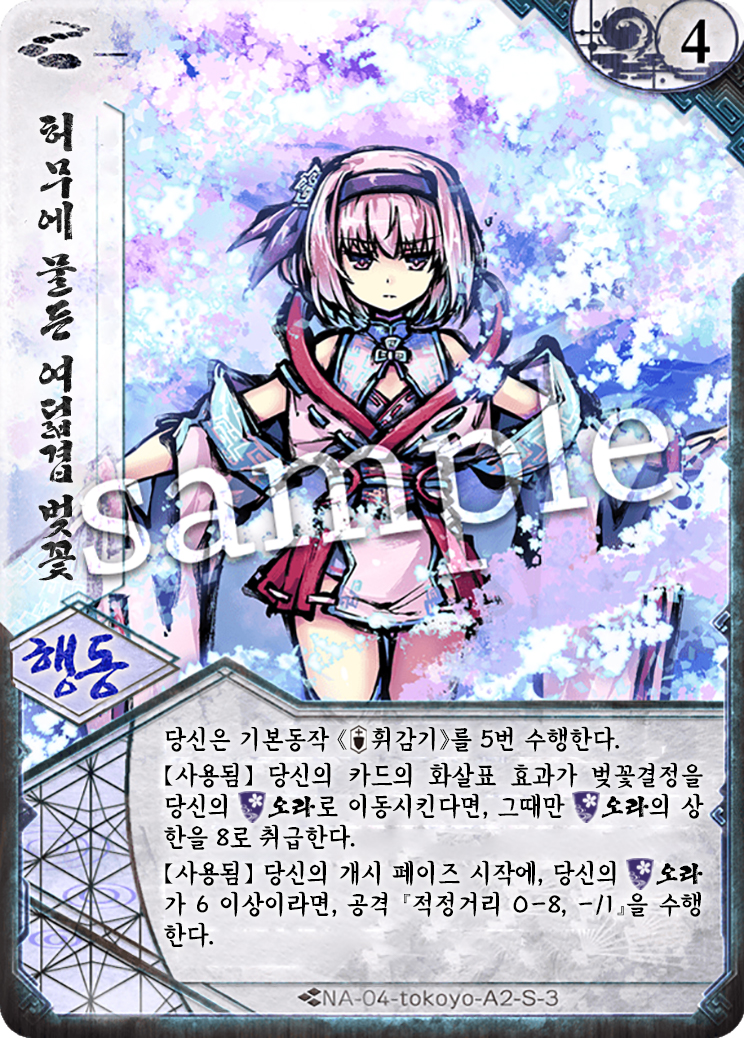 4
허무에 물든 여덟겹 벚꽃
sample
행동
당신은 기본동작 《휘감기》를 5번 수행한다.
【사용됨】 당신의 카드의 화살표 효과가 벚꽃결정을
당신의 오라로 이동시킨다면, 그때만 오라의 상
한을 8로 취급한다.
【사용됨】 당신의 개시 페이즈 시작에, 당신의 오라
가 6 이상이라면, 공격 『적정거리 0-8, -/1』을 수행
한다.
NA-04-tokoyo-A2-S-3